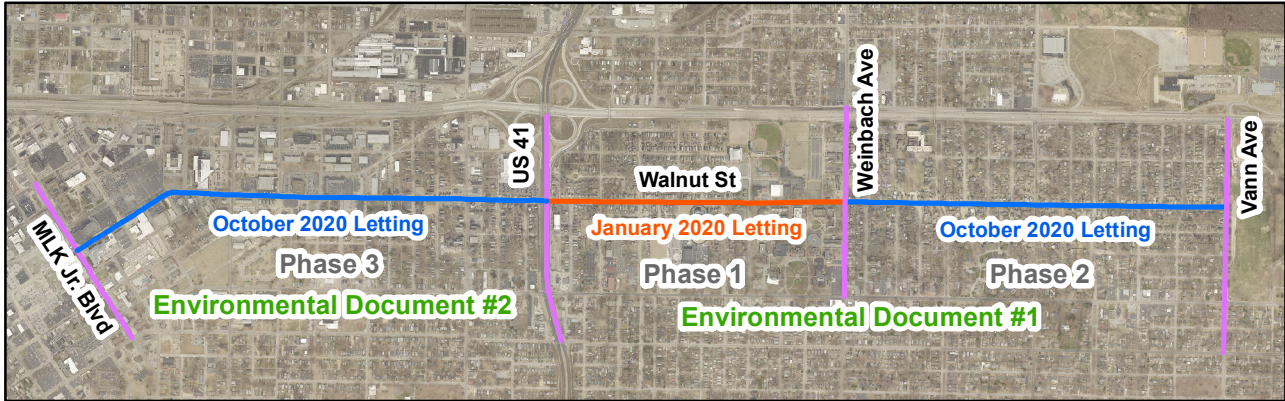 US 41
Weinbach Ave
Vann Ave
Walnut St
MLK Jr. Blvd
October 2020 Letting
January 2020 Letting
October 2020 Letting
Phase 3
Phase 1
Phase 2
Environmental Document #2
Environmental Document #1